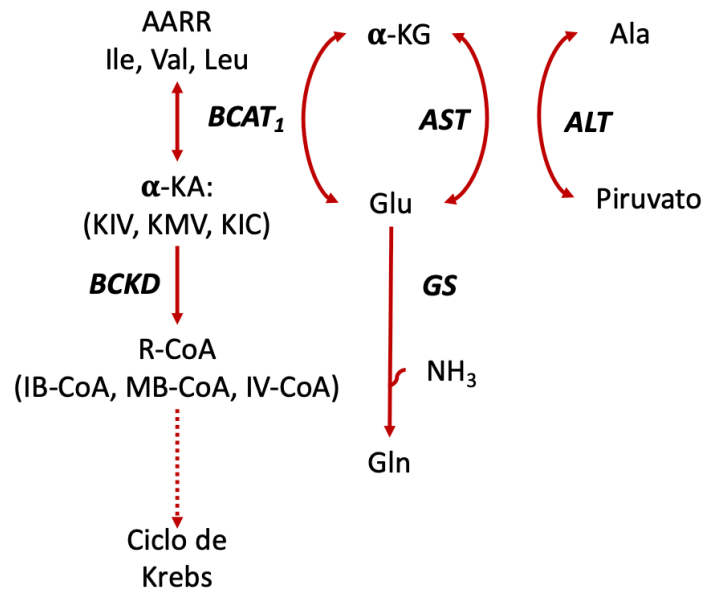 AARR
Ile, Val, Leu
BCAT₁
α-KA:
(KIV, KMV, KIC)
BCKD
R-CoA
(IB-CoA, MB-CoA, IV-CoA)
Ciclo de
Krebs
α-KG
AST
Glu
GS
NH₃
Gln
Ala
ALT
Piruvato